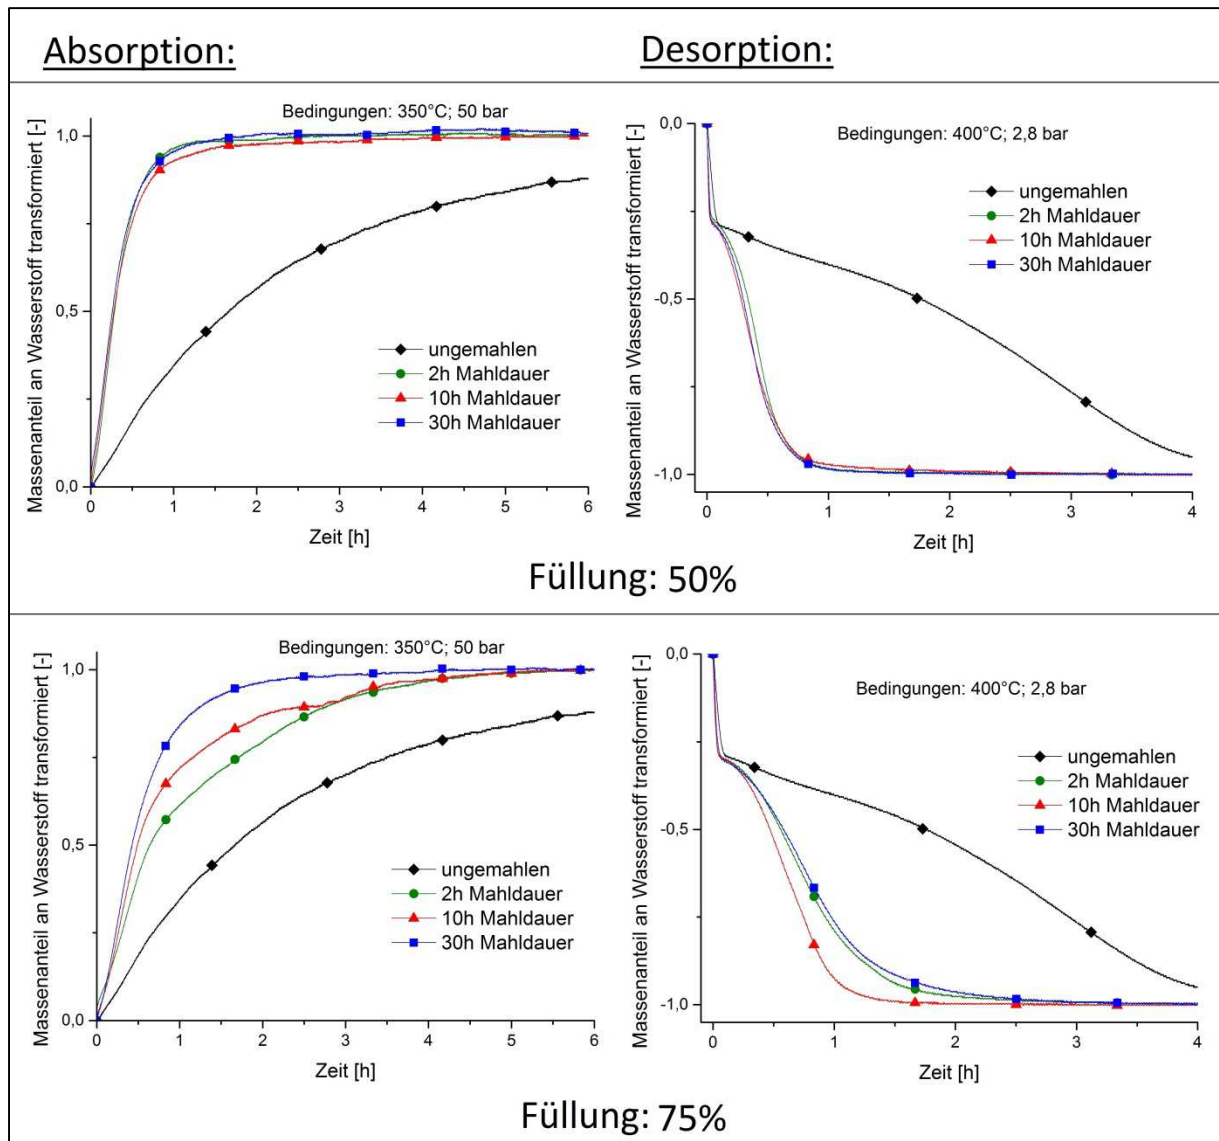 Absorption:
Desorption:
Bedingungen: 350°C; 50 bar
Massenanteil an Wasserstoff transformiert [-]
1,0
0,5
0,0
ungemahlen
2h Mahldauer
10h Mahldauer
30h Mahldauer
0 1 2 3 4 5 6
Zeit [h]
Bedingungen: 400°C; 2,8 bar
Massenanteil an Wasserstoff transformiert [-]
0,0
-0,5
-1,0
ungemahlen
2h Mahldauer
10h Mahldauer
30h Mahldauer
0 1 2 3 4
Zeit [h]
Füllung: 50%
Bedingungen: 350°C; 50 bar
Massenanteil an Wasserstoff transformiert [-]
1,0
0,5
0,0
ungemahlen
2h Mahldauer
10h Mahldauer
30h Mahldauer
0 1 2 3 4 5 6
Zeit [h]
Bedingungen: 400°C; 2,8 bar
Massenanteil an Wasserstoff transformiert [-]
0,0
-0,5
-1,0
ungemahlen
2h Mahldauer
10h Mahldauer
30h Mahldauer
0 1 2 3 4
Zeit [h]
Füllung: 75%